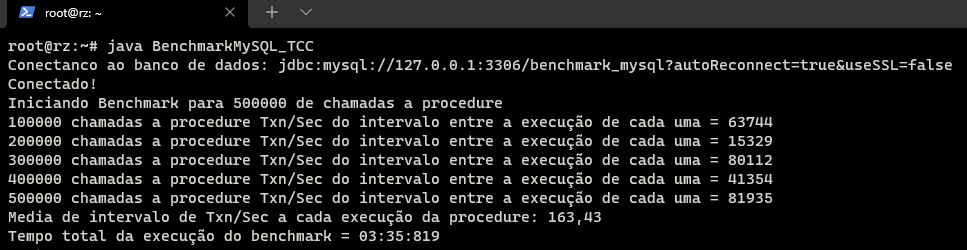 root@rz: ~
root@rz:~# java BenchmarkMySQL_TCC
Conectanco ao banco de dados: jdbc:mysql://127.0.0.1:3306/benchmark_mysql?autoReconnect=true&useSSL=false
Conectado!
Iniciando Benchmark para 500000 de chamadas a procedure
100000 chamadas a procedure Txn/Sec do intervalo entre a execução de cada uma = 63744
200000 chamadas a procedure Txn/Sec do intervalo entre a execução de cada uma = 15329
300000 chamadas a procedure Txn/Sec do intervalo entre a execução de cada uma = 80112
400000 chamadas a procedure Txn/Sec do intervalo entre a execução de cada uma = 41354
500000 chamadas a procedure Txn/Sec do intervalo entre a execução de cada uma = 81935
Media de intervalo de Txn/Sec a cada execução da procedure: 163,43
Tempo total da execução do benchmark = 03:35:819